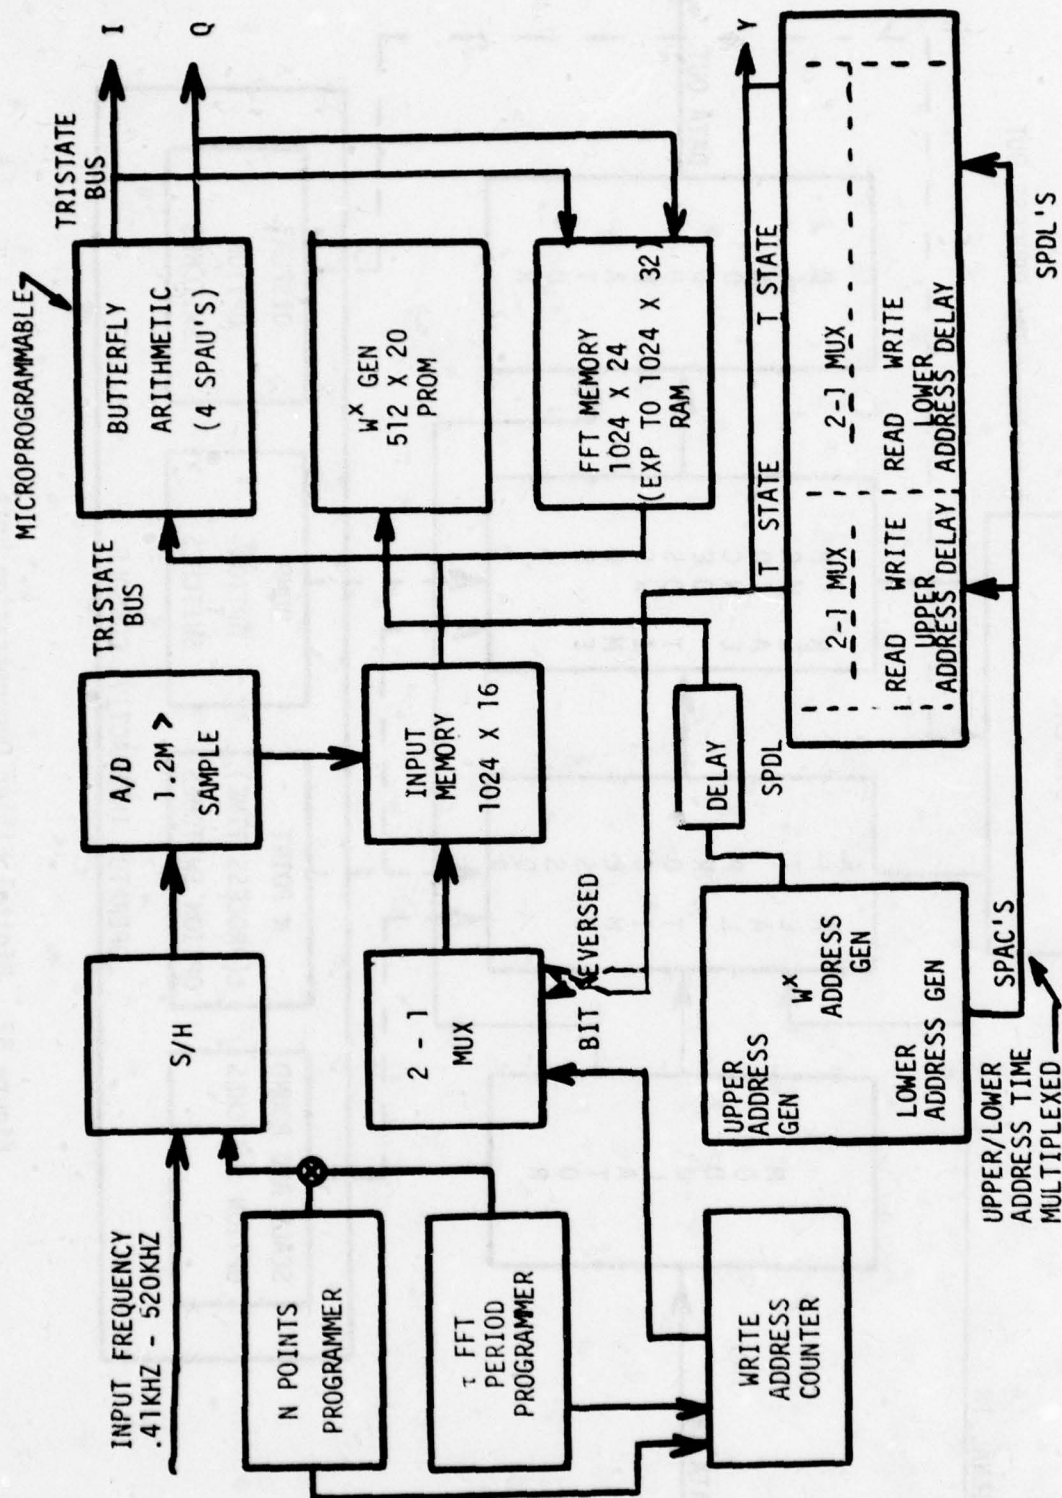 INPUT FREQUENCY
.41KHZ - 520KHZ
S/H
A/D
1.2M >
SAMPLE
TRISTATE
BUS
MICROPROGRAMMABLE
BUTTERFLY
ARITHMETIC
(4 SPAU'S)
TRISTATE
BUS
I
Q
N POINTS
PROGRAMMER
τ FFT
PERIOD
PROGRAMMER
2 - 1
MUX
INPUT
MEMORY
1024 X 16
W^X GEN
512 X 20
PROM
FFT MEMORY
1024 X 24
(EXP TO 1024 X 32)
RAM
BIT REVERSED
WRITE
ADDRESS
COUNTER
UPPER
ADDRESS
GEN
W^X
ADDRESS
GEN
LOWER
ADDRESS GEN
DELAY
SPDL
T STATE
T STATE
Y
2-1 MUX
READ WRITE
UPPER
ADDRESS DELAY
2-1 MUX
READ WRITE
LOWER
ADDRESS DELAY
SPAC'S
SPDL'S
UPPER/LOWER
ADDRESS TIME
MULTIPLEXED